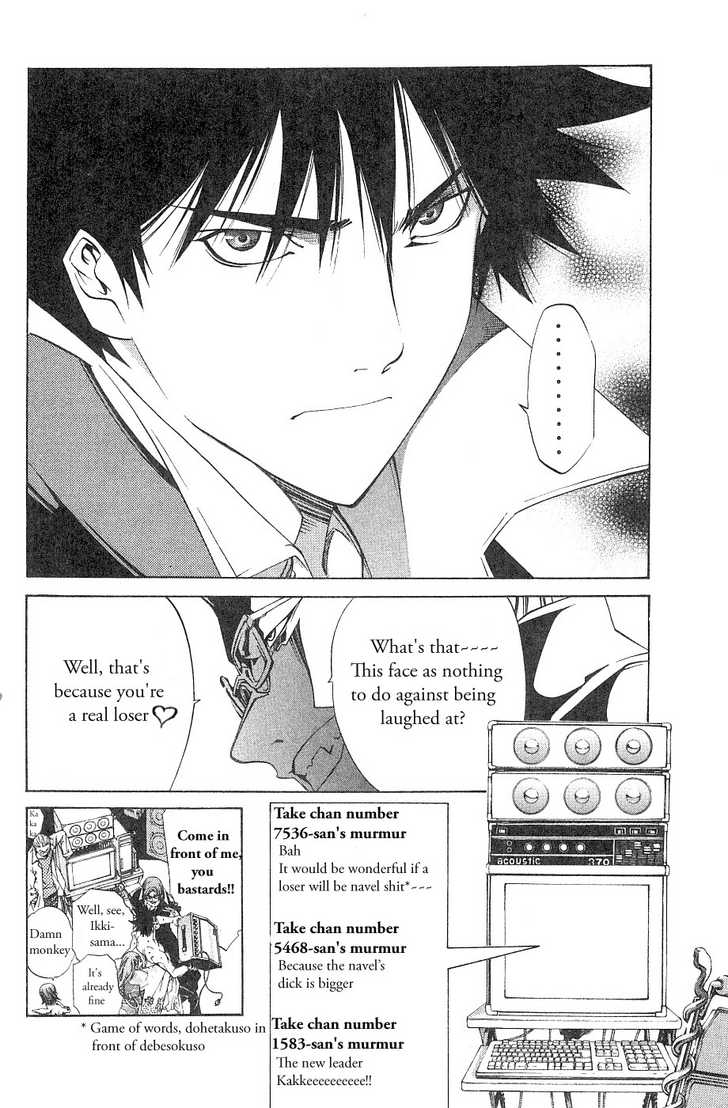 What's that~~~~
This face as nothing
to do against being
laughed at?
Well, that's
because you're
a real loser♡
acoustic 370
Take chan number
7536-san's murmur
Bah
It would be wonderful if a
loser will be navel shit*~~~
Take chan number
5468-san's murmur
Because the navel's
dick is bigger
Take chan number
1583-san's murmur
The new leader
Kakkeeeeeeeeee!!
Come in
front of me,
you
bastards!!
Ka
ka
ka
Well, see,
Ikki-
sama...
Damn
monkey
It's
already
fine
* Game of words, dohetakuso in
front of debesokuso